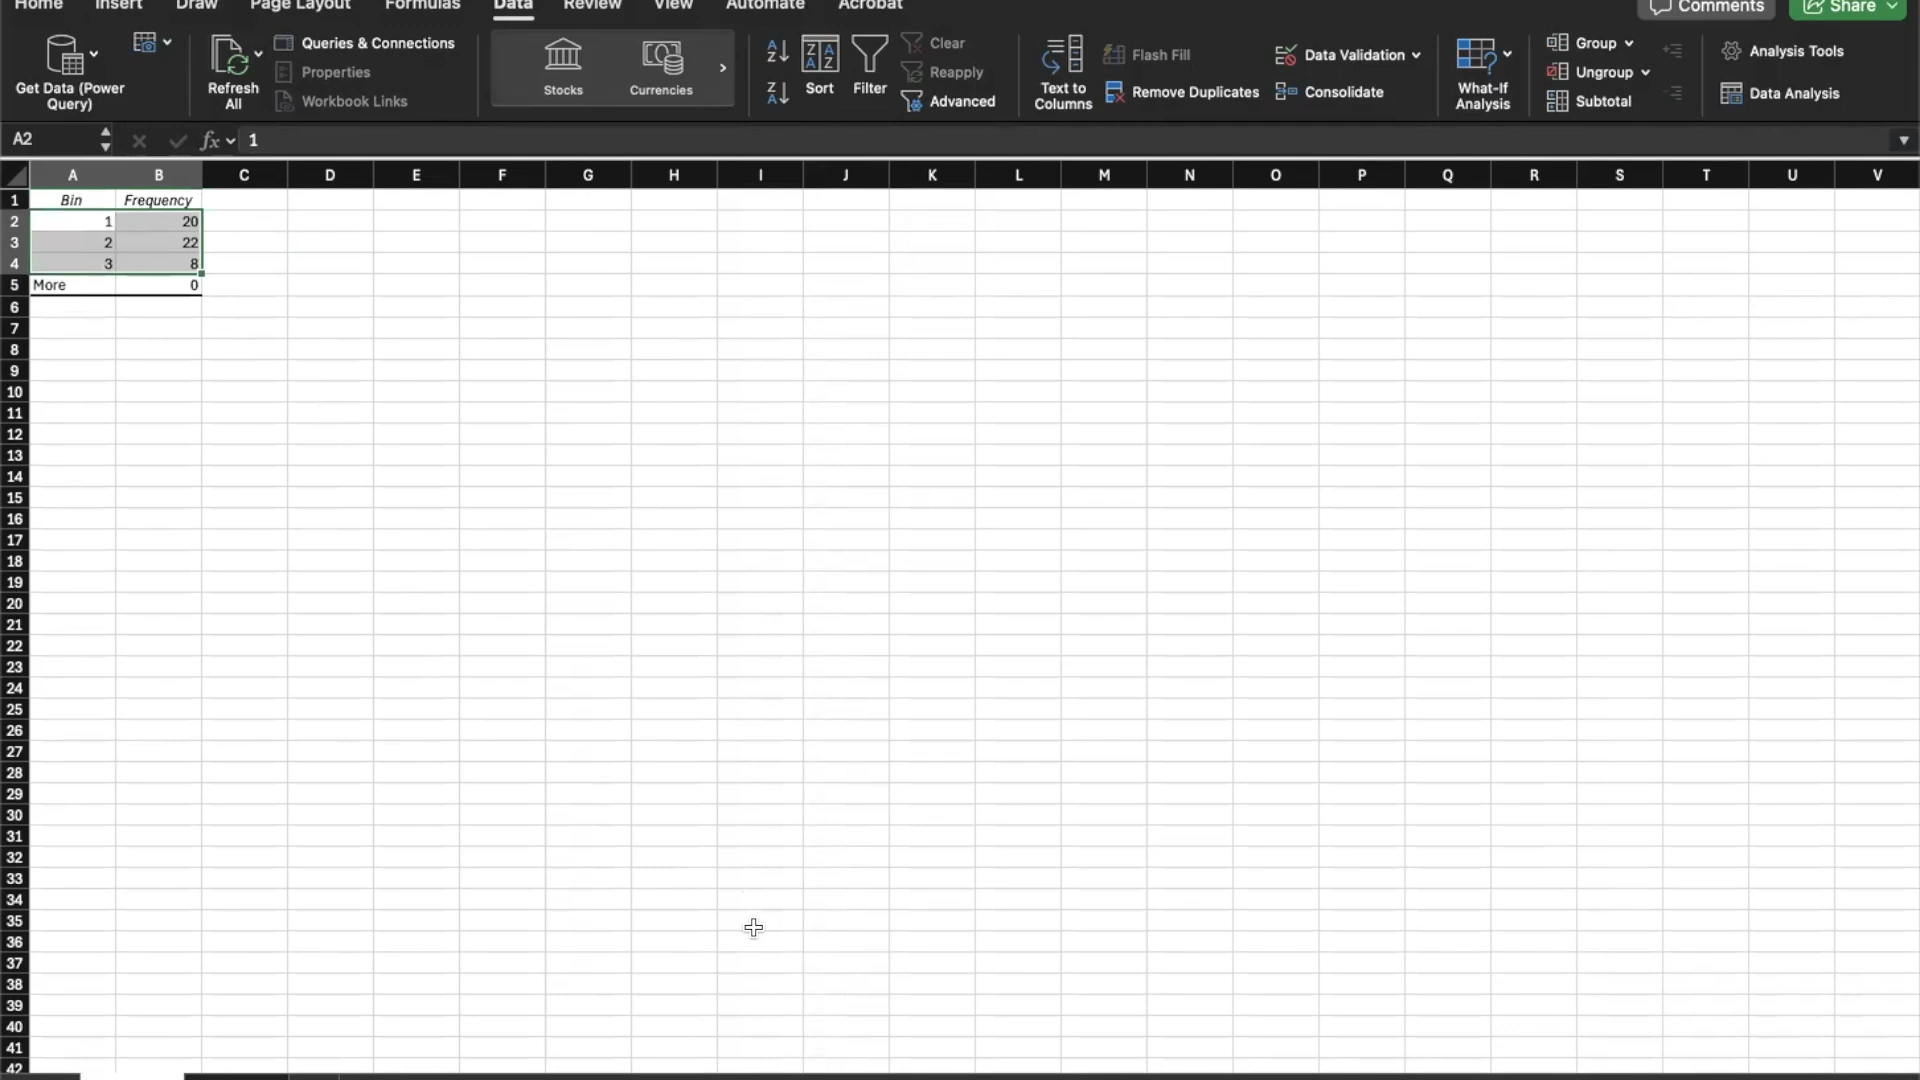 Home Insert Draw Page Layout Formulas Data Review View Automate Acrobat Comments Share
Get Data (Power Query)
Refresh All
Queries & Connections
Properties
Workbook Links
Stocks
Currencies
Sort
Filter
Clear
Reapply
Advanced
Text to Columns
Flash Fill
Remove Duplicates
Data Validation
Consolidate
What-If Analysis
Group
Ungroup
Subtotal
Analysis Tools
Data Analysis
A2 fx 1
A B C D E F G H I J K L M N O P Q R S T U V
1 Bin Frequency
2 1 20
3 2 22
4 3 8
5 More 0
6
7
8
9
10
11
12
13
14
15
16
17
18
19
20
21
22
23
24
25
26
27
28
29
30
31
32
33
34
35
36
37
38
39
40
41
42